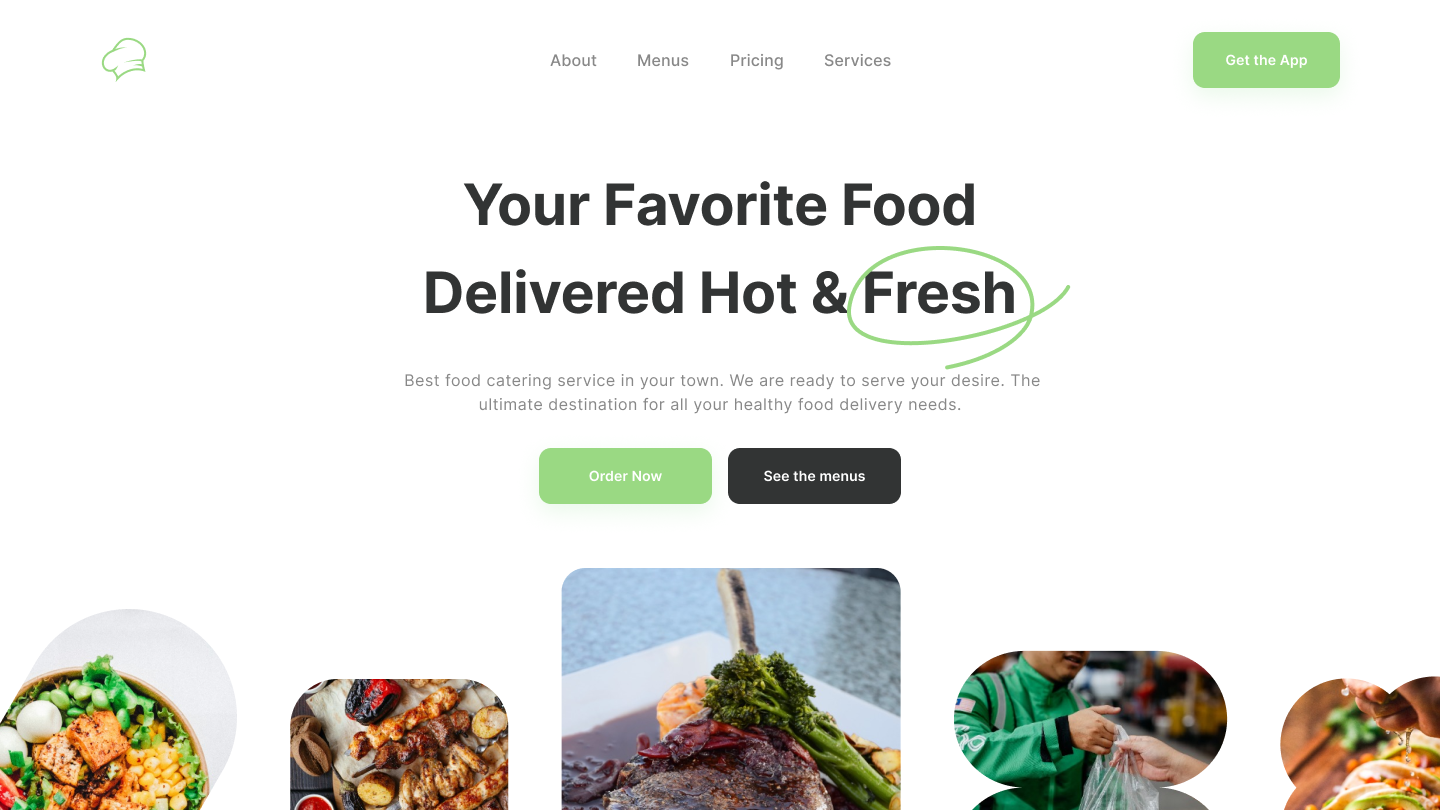 About
Menus
Pricing
Services
Get the App
Your Favorite Food
Delivered Hot & Fresh
Best food catering service in your town. We are ready to serve your desire. The
ultimate destination for all your healthy food delivery needs.
Order Now
See the menus